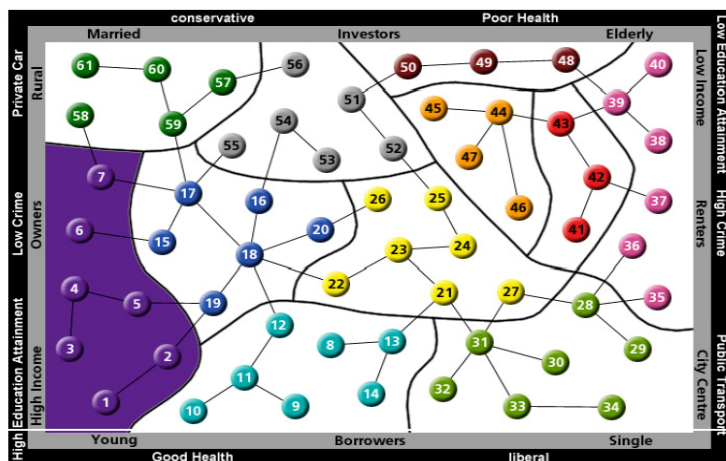 conservative Poor Health
Married Investors Elderly
Private Car
Rural
Low Crime
Owners
High Education Attainment
High Income
Low Education Attainment
Low Income
High Crime
Renters
Public Transport
City Centre
61 60 57 56 50 49 48 40
58 59 51 45 44 39
54 43 38
55 53 52 47
7 17 42 37
16 26 25 46
6 15 20 41
18 23 24 36
4 22
5 19 21 27 28 35
12
3 2 8 13 31 30 29
11 32
1 10 9 14 33 34
Young Borrowers Single
Good Health liberal